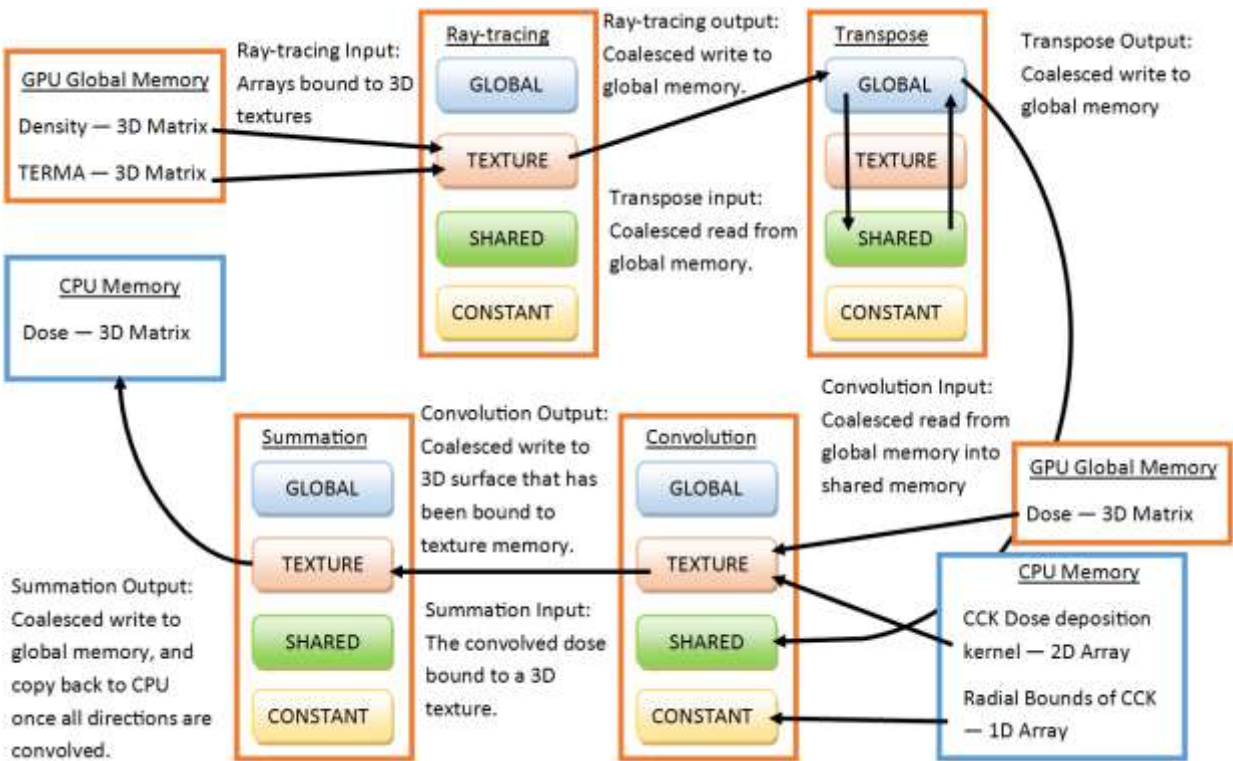 GPU Global Memory
Density — 3D Matrix
TERMA — 3D Matrix
Ray-tracing Input:
Arrays bound to 3D
textures
Ray-tracing
GLOBAL
TEXTURE
SHARED
CONSTANT
Ray-tracing output:
Coalesced write to
global memory.
Transpose input:
Coalesced read from
global memory.
Transpose
GLOBAL
TEXTURE
SHARED
CONSTANT
Transpose Output:
Coalesced write to
global memory
CPU Memory
Dose — 3D Matrix
Summation Output:
Coalesced write to
global memory, and
copy back to CPU
once all directions are
convolved.
Summation
GLOBAL
TEXTURE
SHARED
CONSTANT
Convolution Output:
Coalesced write to
3D surface that has
been bound to
texture memory.
Summation Input:
The convolved dose
bound to a 3D
texture.
Convolution
GLOBAL
TEXTURE
SHARED
CONSTANT
Convolution Input:
Coalesced read from
global memory into
shared memory
GPU Global Memory
Dose — 3D Matrix
CPU Memory
CCK Dose deposition
kernel — 2D Array
Radial Bounds of CCK
— 1D Array